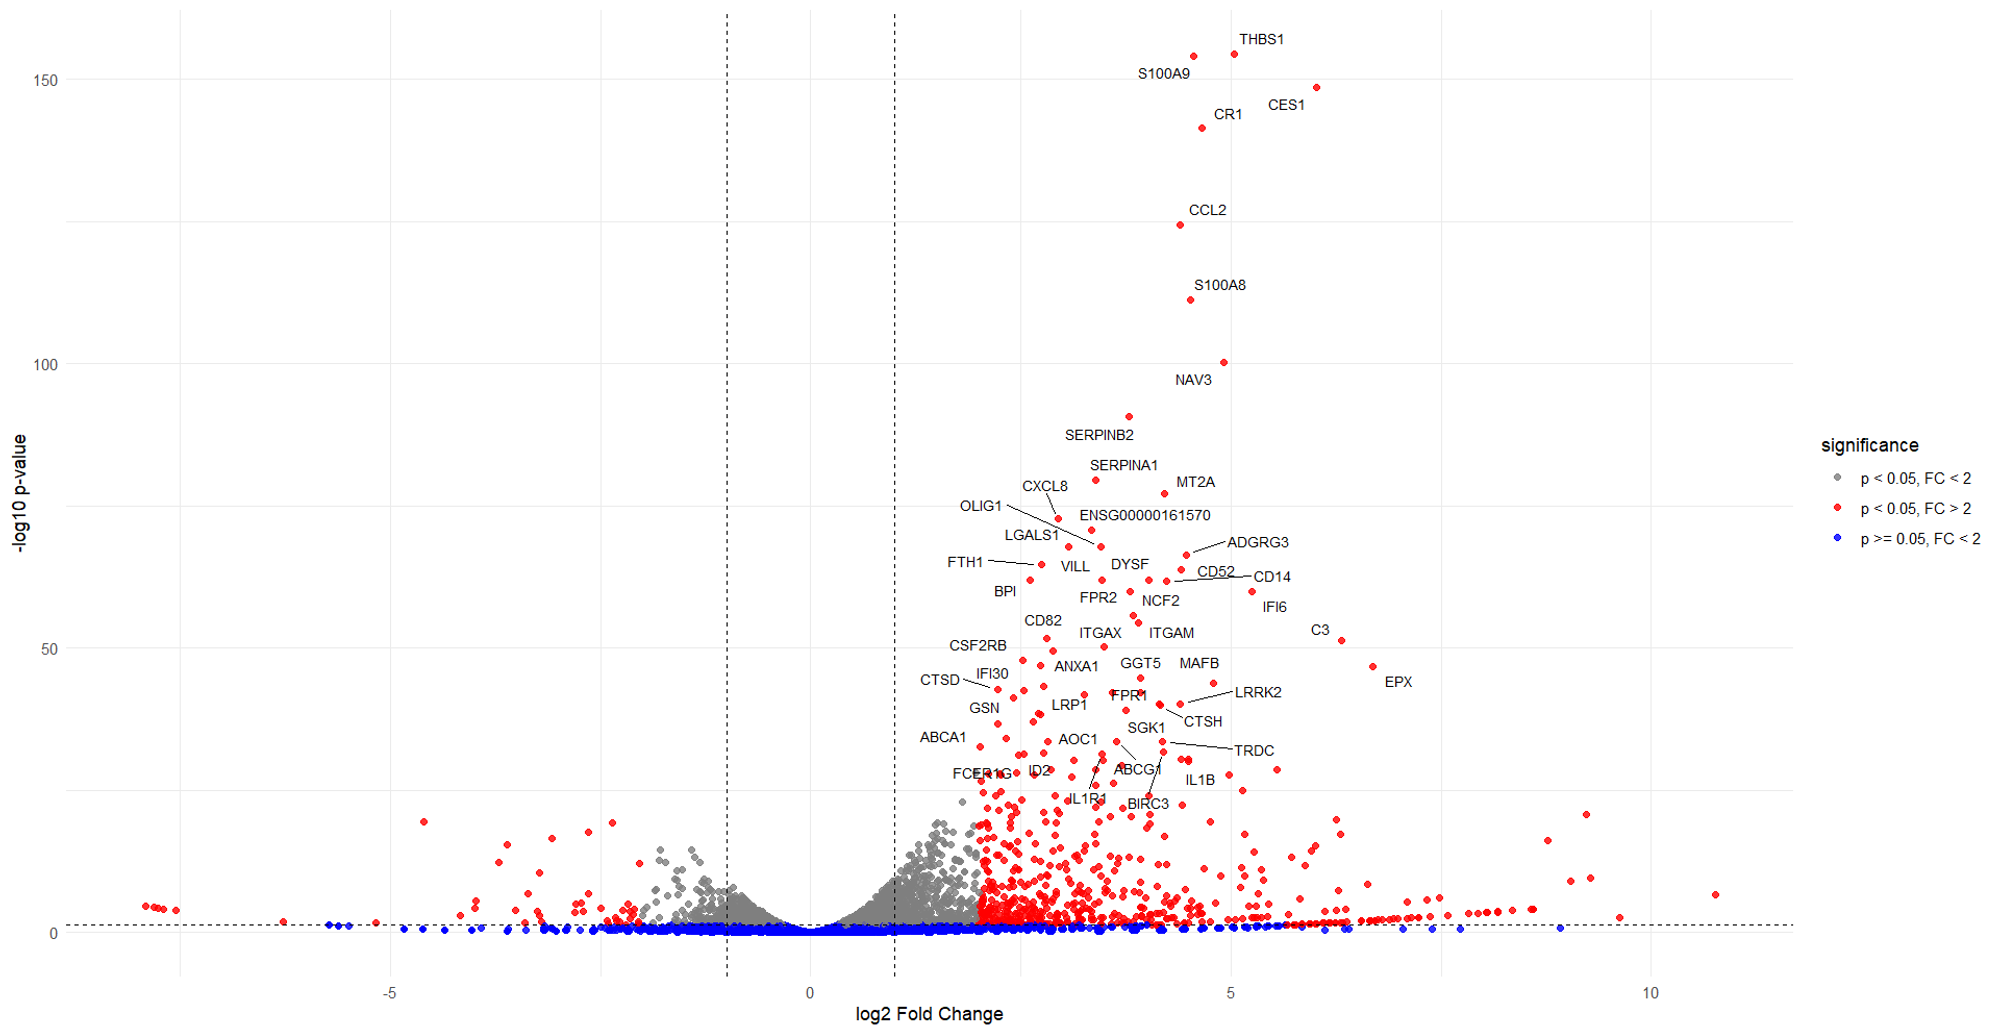 THBS1
S100A9
150
CES1
CR1
CCL2
S100A8
100
NAV3
SERPINB2
SERPINA1
MT2A
CXCL8
OLIG1
ENSG00000161570
LGALS1
ADGRG3
FTH1
VILL
DYSF
CD52
CD14
BPI
FPR2
NCF2
IFI6
CD82
ITGAX
ITGAM
C3
CSF2RB
50
ANXA1
GGT5
MAFB
IFI30
CTSD
EPX
LRP1
FPR1
LRRK2
GSN
CTSH
SGK1
ABCA1
AOC1
TRDC
FCER1G
ID2
ABCG1
IL1B
IL1R1
BIRC3
0
-5
0
5
10
log2 Fold Change
-log10 p-value
significance
p < 0.05, FC < 2
p < 0.05, FC > 2
p >= 0.05, FC < 2